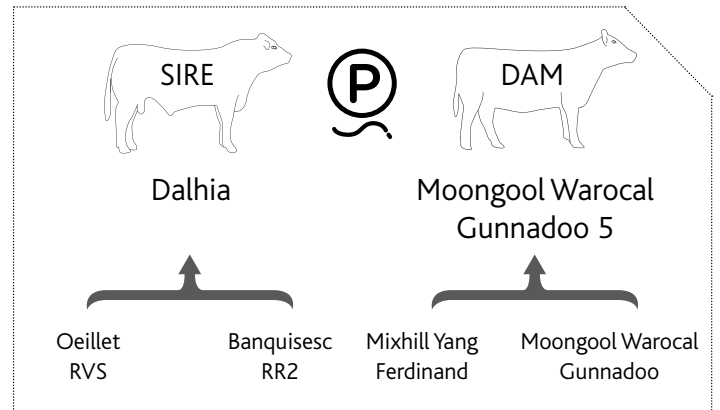 SIRE
P
DAM
Dalhia
Moongool Warocal
Gunnadoo 5
Oeillet
RVS
Banquisesc
RR2
Mixhill Yang
Ferdinand
Moongool Warocal
Gunnadoo